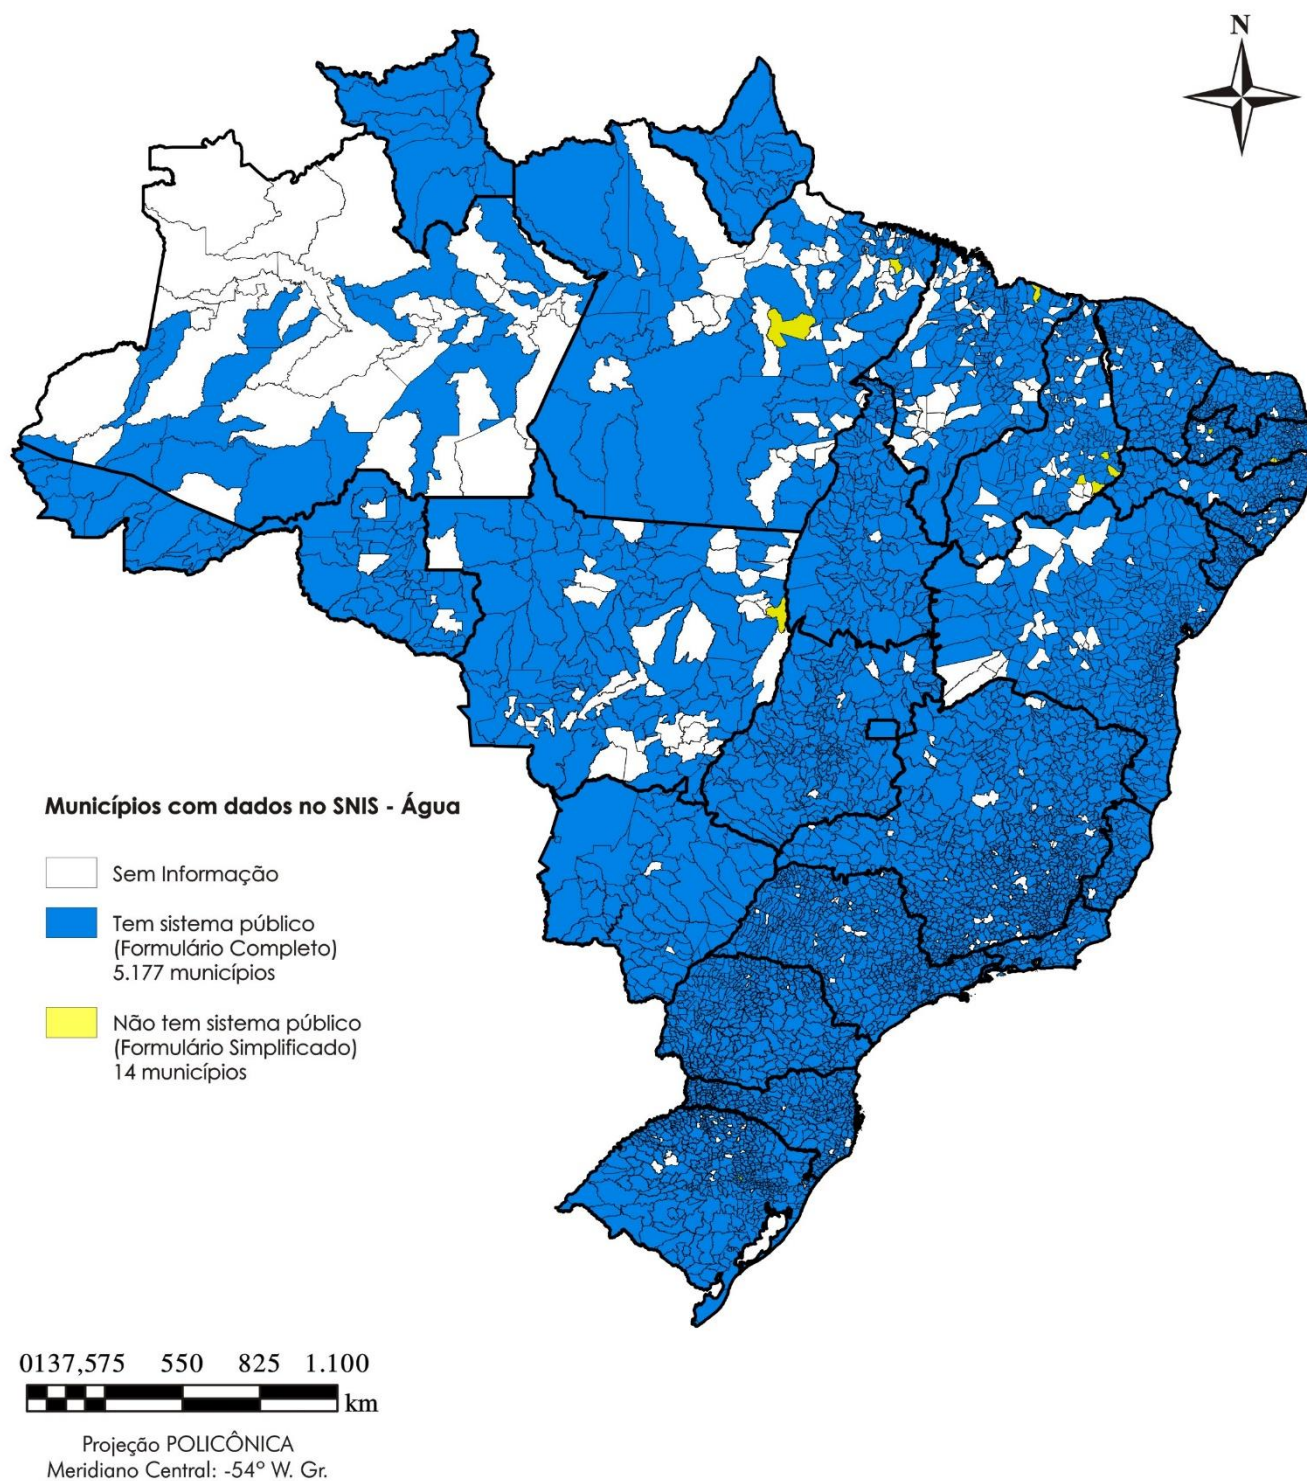 N
Municípios com dados no SNIS - Água
Sem Informação
Tem sistema público
(Formulário Completo)
5.177 municípios
Não tem sistema público
(Formulário Simplificado)
14 municípios
0137,575 550 825 1.100
km
Projeção POLICÔNICA
Meridiano Central: -54º W. Gr.